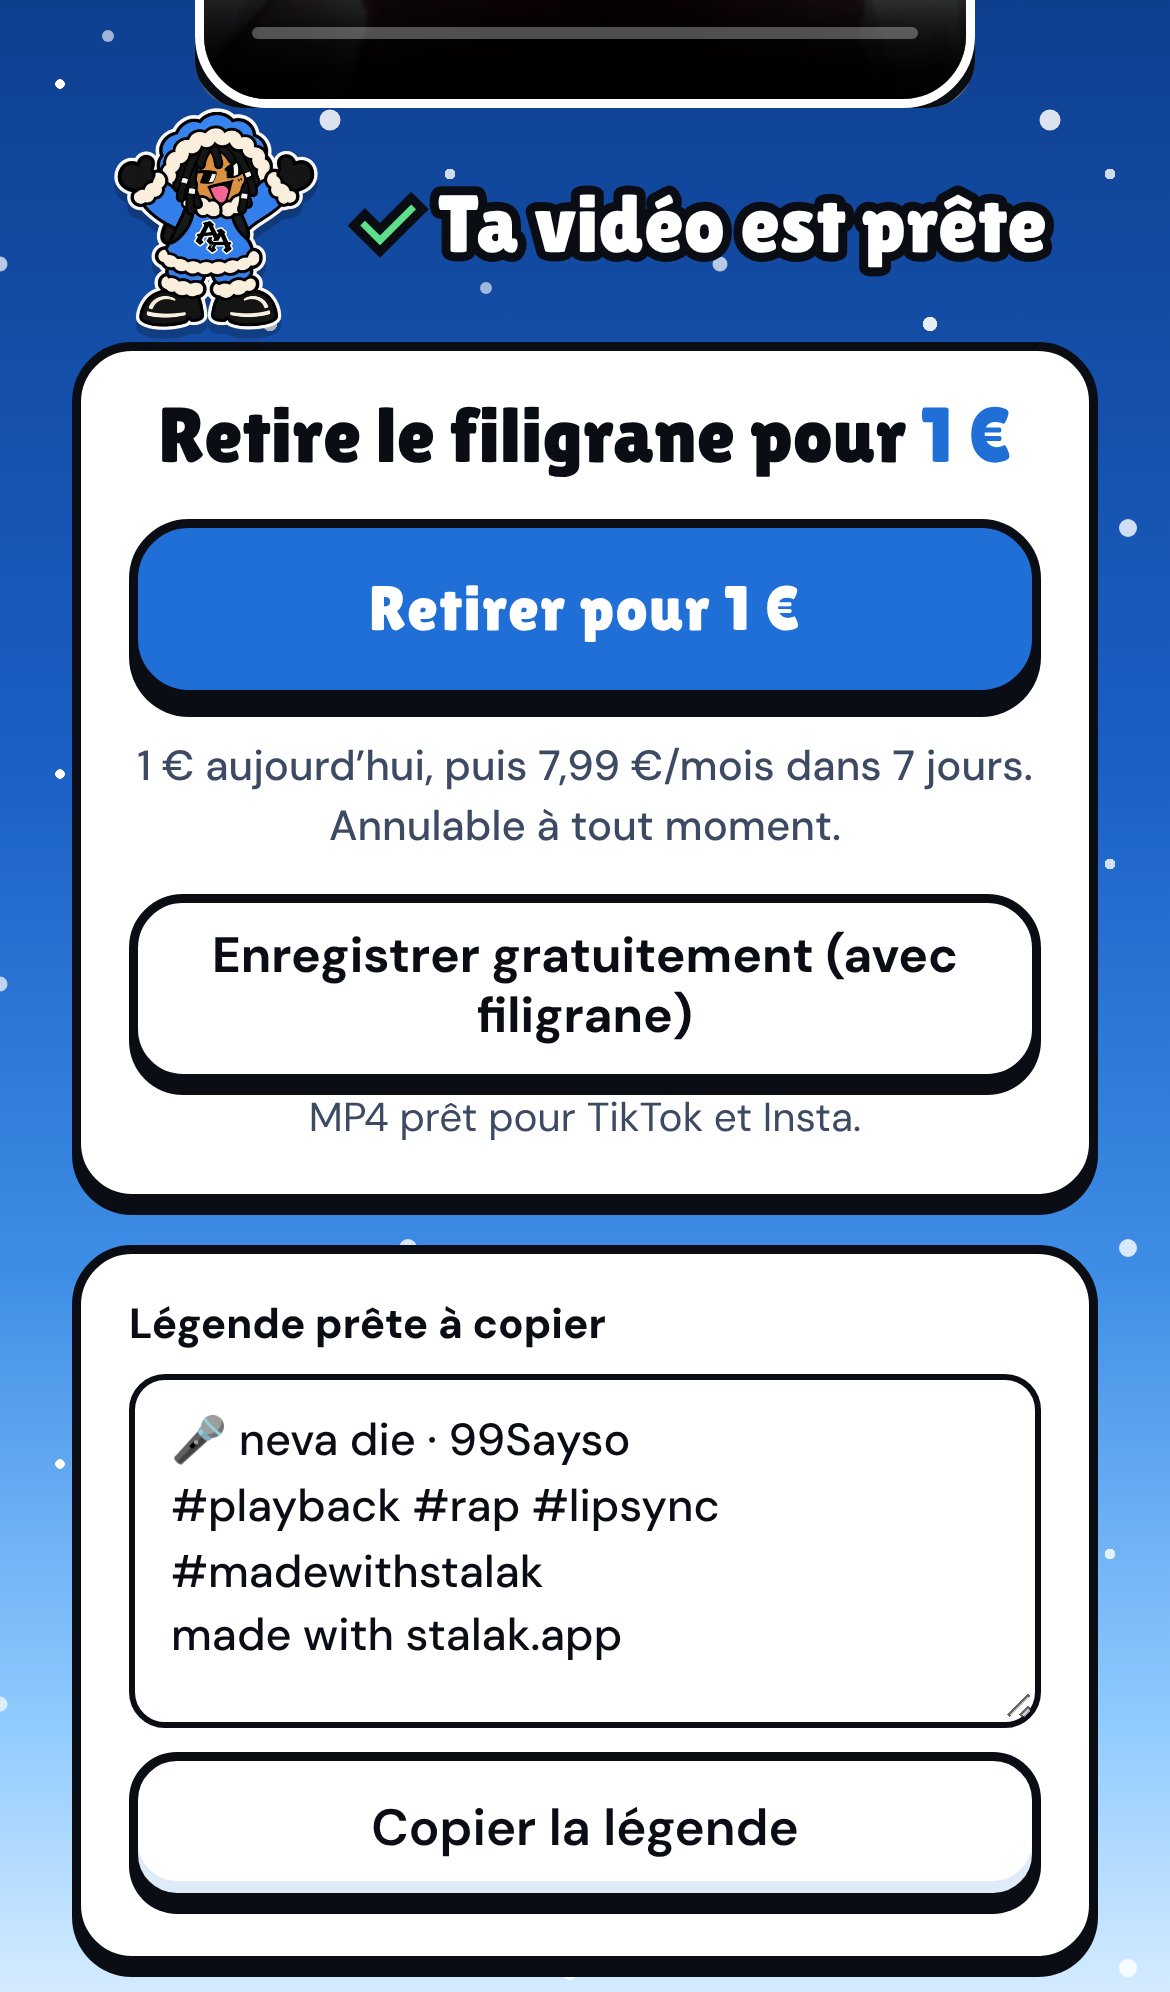 AA
Ta vidéo est prête
Retire le filigrane pour 1 €
Retirer pour 1 €
1 € aujourd’hui, puis 7,99 €/mois dans 7 jours.
Annulable à tout moment.
Enregistrer gratuitement (avec
filigrane)
MP4 prêt pour TikTok et Insta.
Légende prête à copier
🎤 neva die · 99Sayso
#playback #rap #lipsync
#madewithstalak
made with stalak.app
Copier la légende